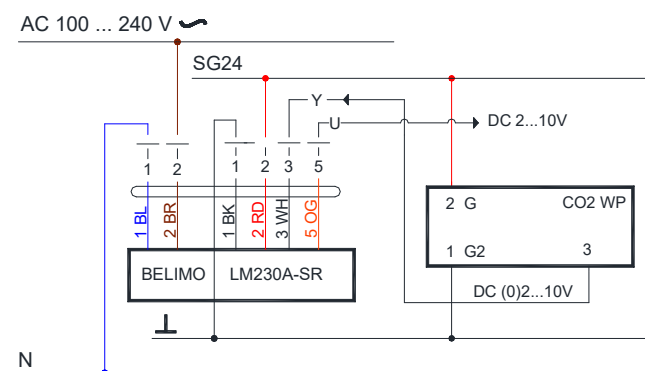 AC 100 ... 240 V
SG24
Y
U
DC 2...10V
1 2 1 2 3 5
1 BL
2 BR
1 BK
2 RD
3 WH
5 OG
2 G CO2 WP
1 G2 3
BELIMO LM230A-SR
DC (0)2...10V
N